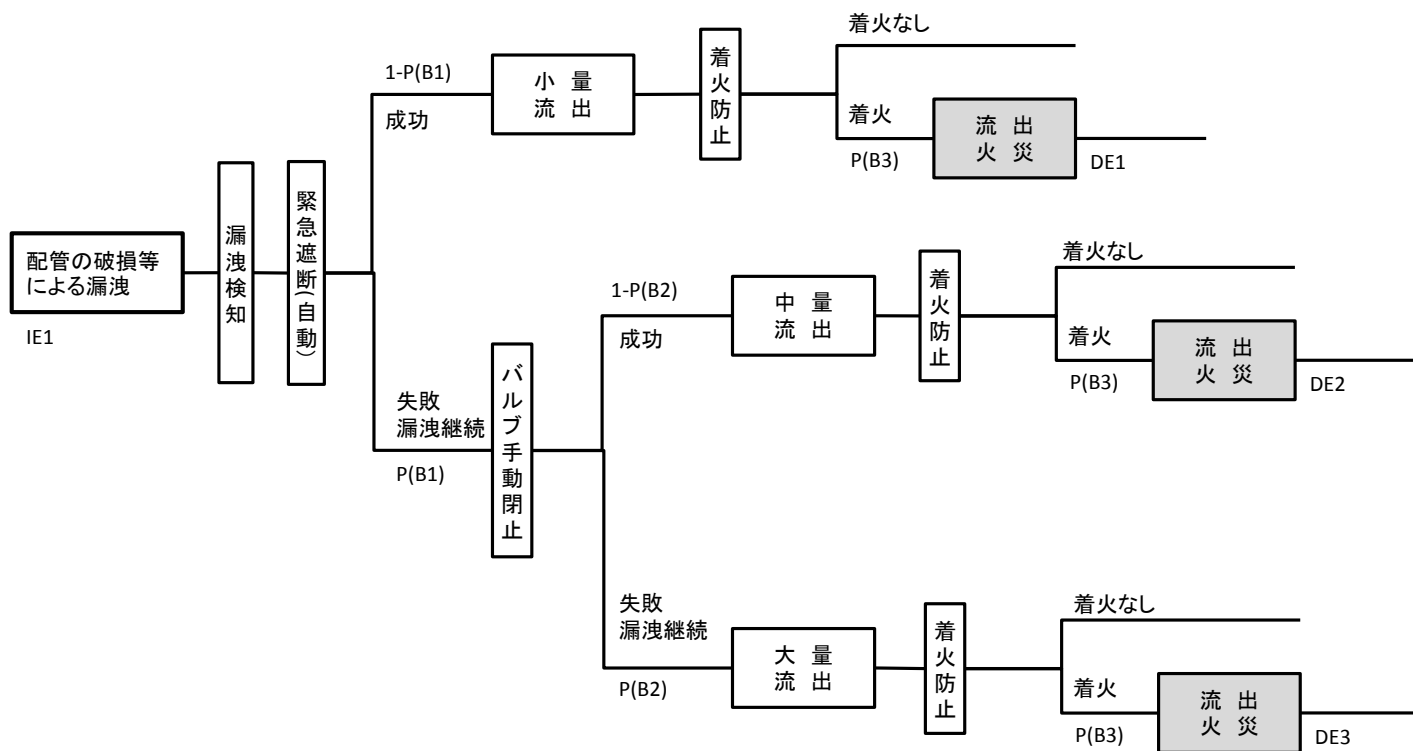 配管の破損等
による漏洩
IE1
漏洩検知
緊急遮断(自動)
1-P(B1)
成功
小 量
流 出
着火防止
着火なし
着火
P(B3)
流 出
火 災
DE1
失敗
漏洩継続
P(B1)
バルブ手動閉止
1-P(B2)
成功
中 量
流 出
着火防止
着火なし
着火
P(B3)
流 出
火 災
DE2
失敗
漏洩継続
P(B2)
大 量
流 出
着火防止
着火なし
着火
P(B3)
流 出
火 災
DE3